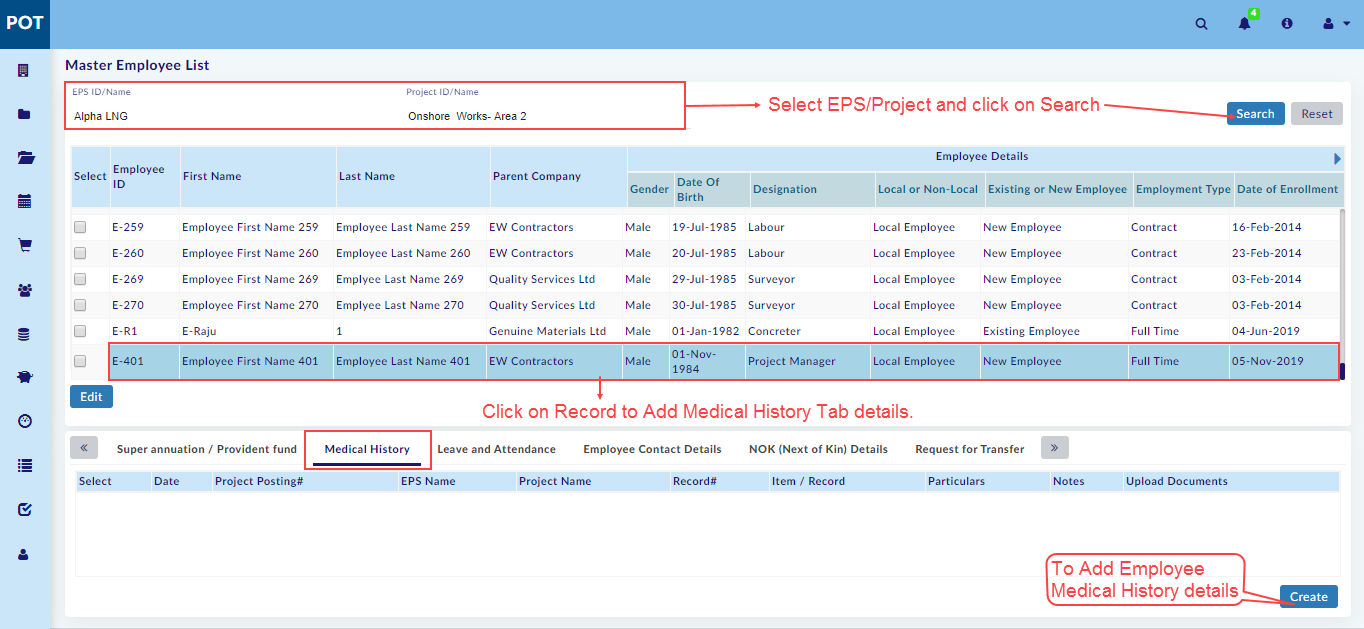 POT
4
Master Employee List
EPS ID/Name Project ID/Name
Alpha LNG Onshore Works- Area 2
Select EPS/Project and click on Search
Search Reset
Employee Details
Select Employee ID First Name Last Name Parent Company Gender Date Of Birth Designation Local or Non-Local Existing or New Employee Employment Type Date of Enrollment
E-259 Employee First Name 259 Employee Last Name 259 EW Contractors Male 19-Jul-1985 Labour Local Employee New Employee Contract 16-Feb-2014
E-260 Employee First Name 260 Employee Last Name 260 EW Contractors Male 20-Jul-1985 Labour Local Employee New Employee Contract 23-Feb-2014
E-269 Employee First Name 269 Emplyee Last Name 269 Quality Services Ltd Male 29-Jul-1985 Surveyor Local Employee New Employee Contract 03-Feb-2014
E-270 Employee First Name 270 Emplyee Last Name 270 Quality Services Ltd Male 30-Jul-1985 Surveyor Local Employee New Employee Contract 03-Feb-2014
E-R1 E-Raju 1 Genuine Materials Ltd Male 01-Jan-1982 Concreter Local Employee Existing Employee Full Time 04-Jun-2019
E-401 Employee First Name 401 Employee Last Name 401 EW Contractors Male 01-Nov-1984 Project Manager Local Employee New Employee Full Time 05-Nov-2019
Edit
Click on Record to Add Medical History Tab details.
« Super annuation / Provident fund Medical History Leave and Attendance Employee Contact Details NOK (Next of Kin) Details Request for Transfer »
Select Date Project Posting# EPS Name Project Name Record# Item / Record Particulars Notes Upload Documents
To Add Employee
Medical History details
Create